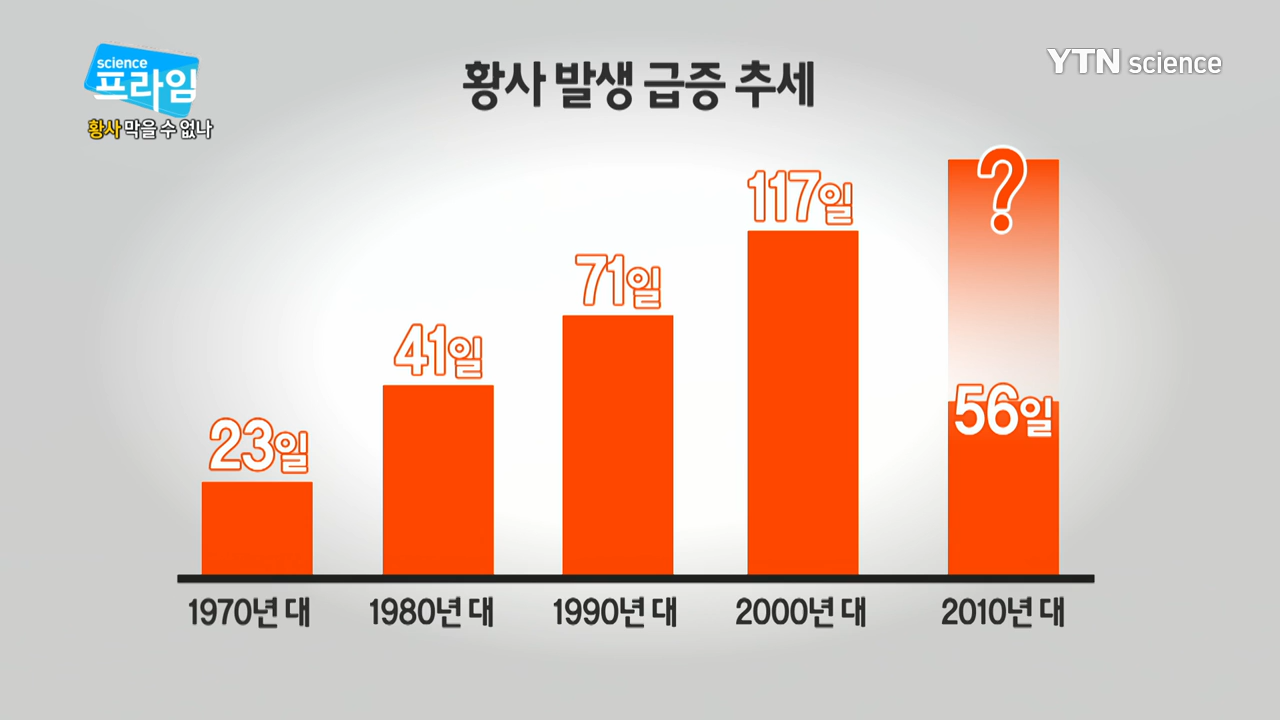 science
프라임
황사 막을 수 없나
YTN science
황사 발생 급증 추세
23일
41일
71일
117일
?
56일
1970년 대
1980년 대
1990년 대
2000년 대
2010년 대